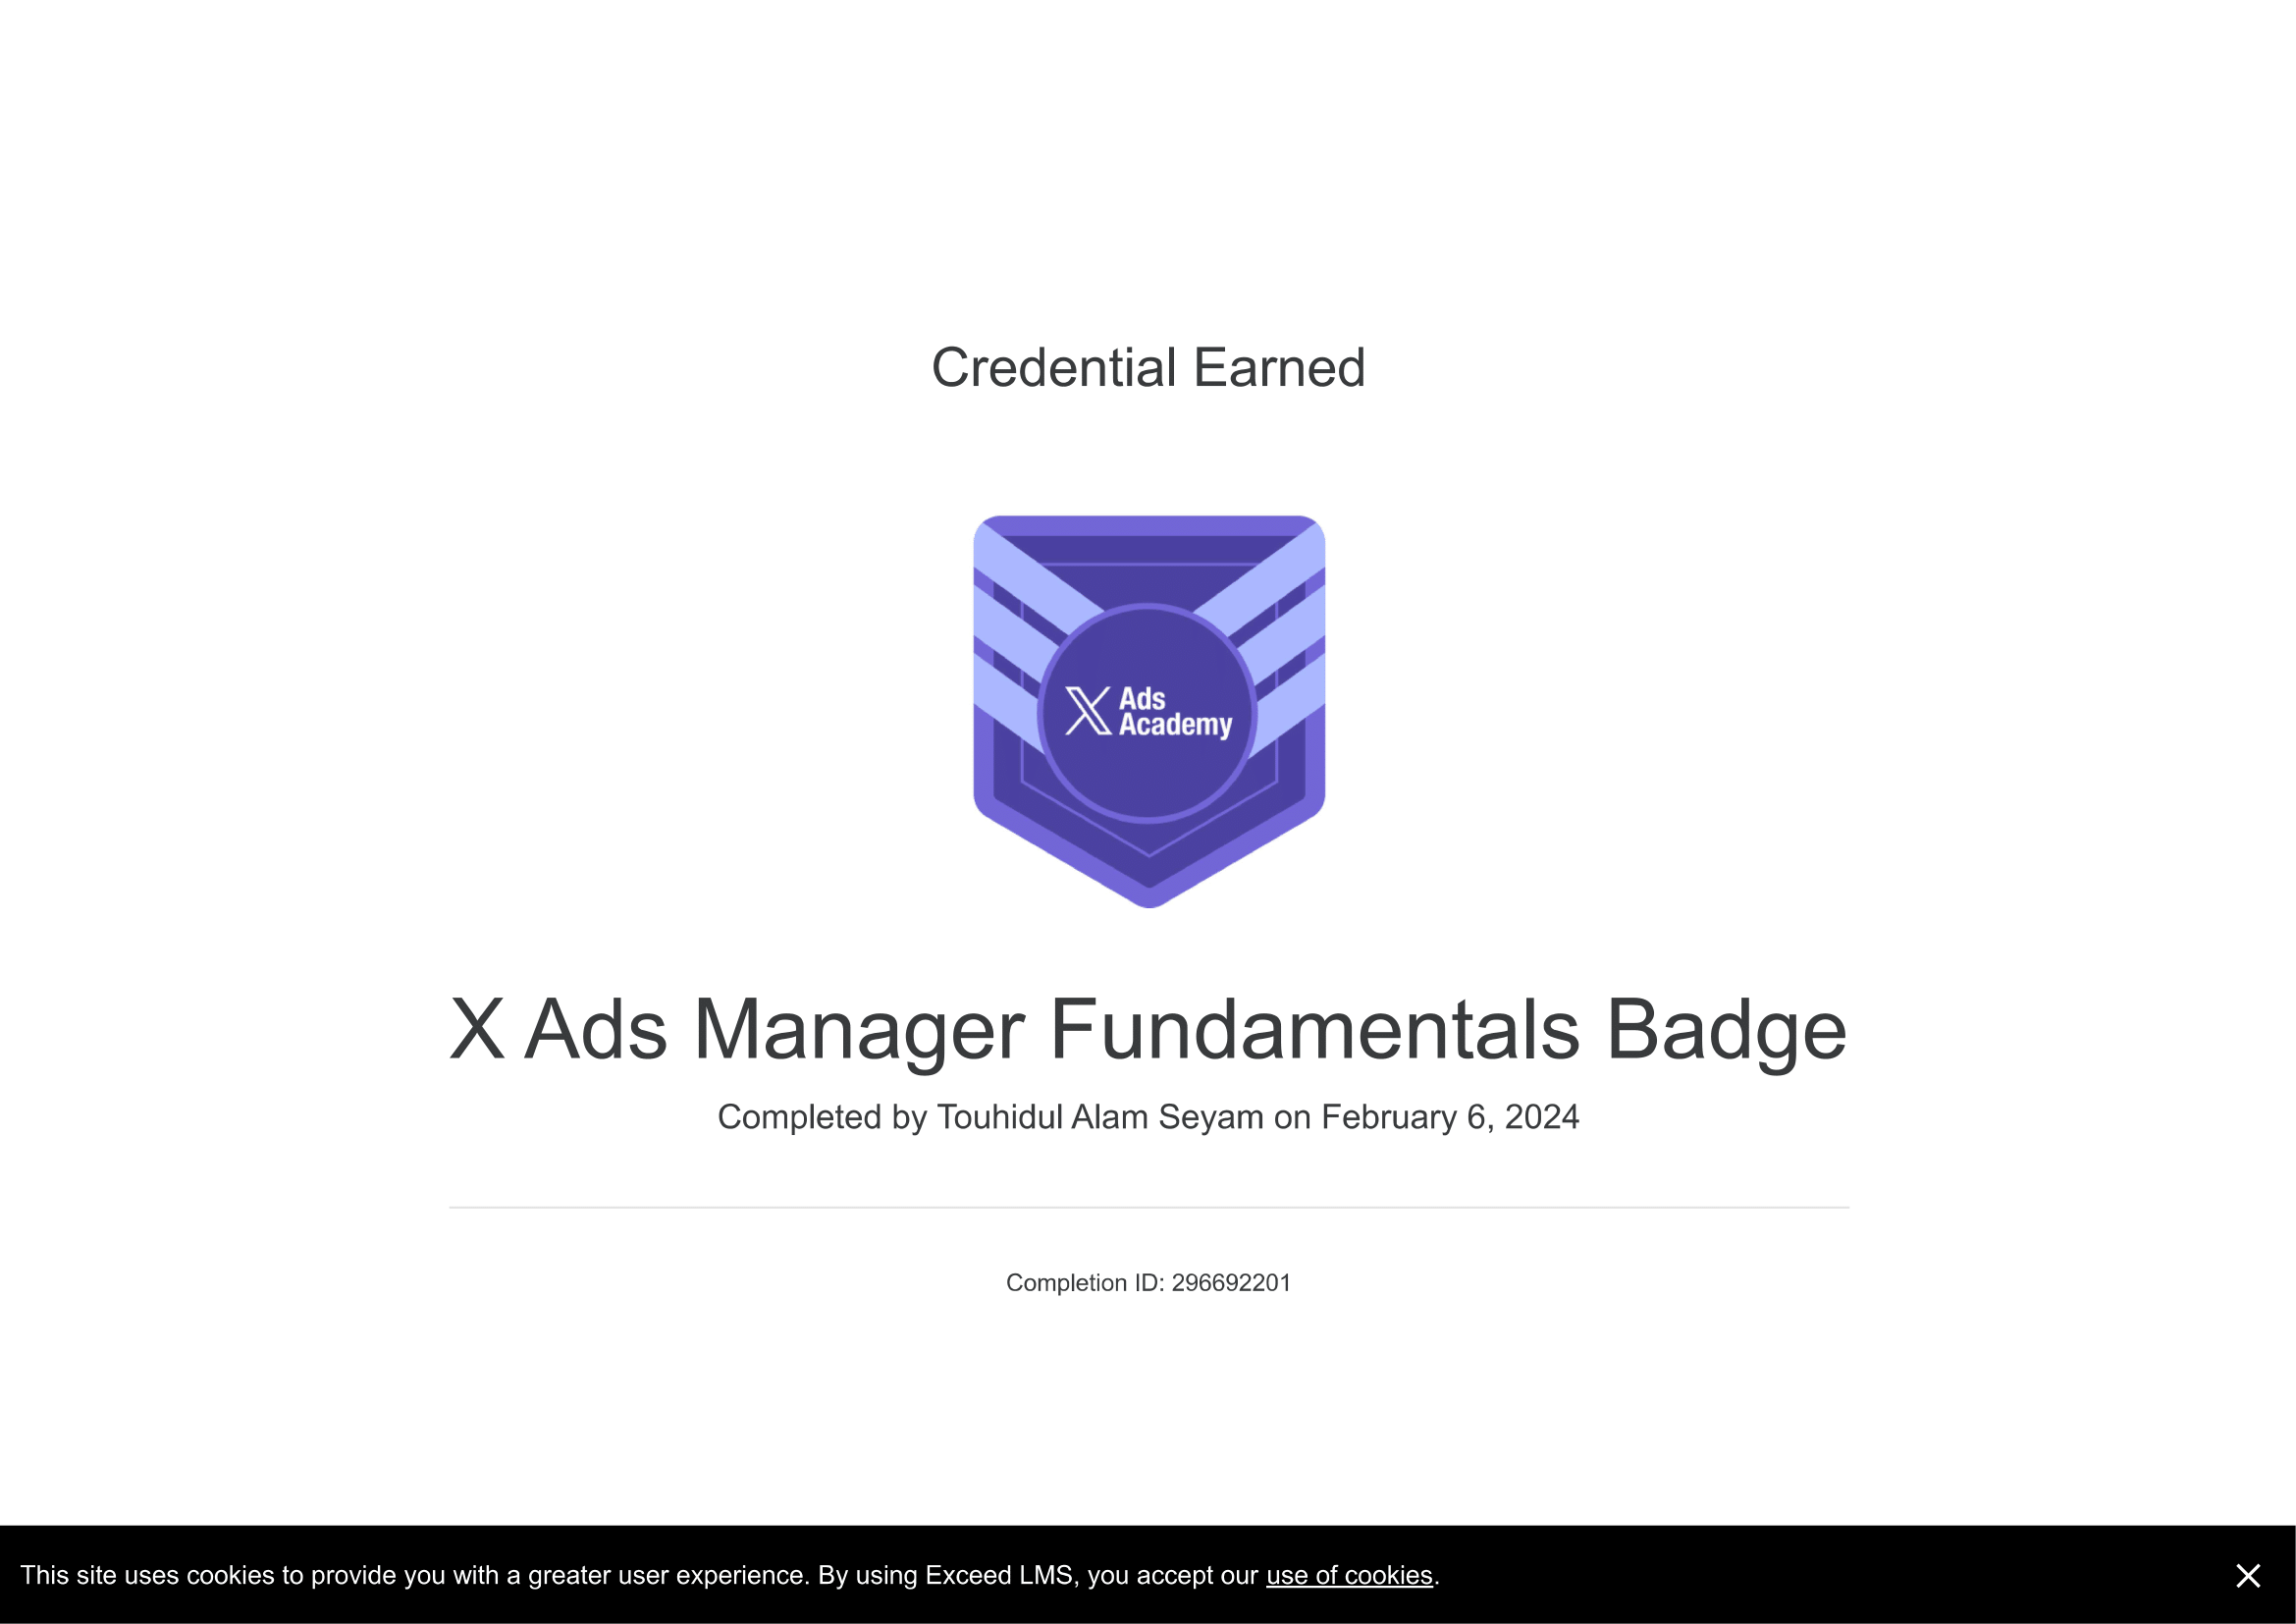 Credential Earned
X Ads
Academy
X Ads Manager Fundamentals Badge
Completed by Touhidul Alam Seyam on February 6, 2024
Completion ID: 296692201
This site uses cookies to provide you with a greater user experience. By using Exceed LMS, you accept our use of cookies.